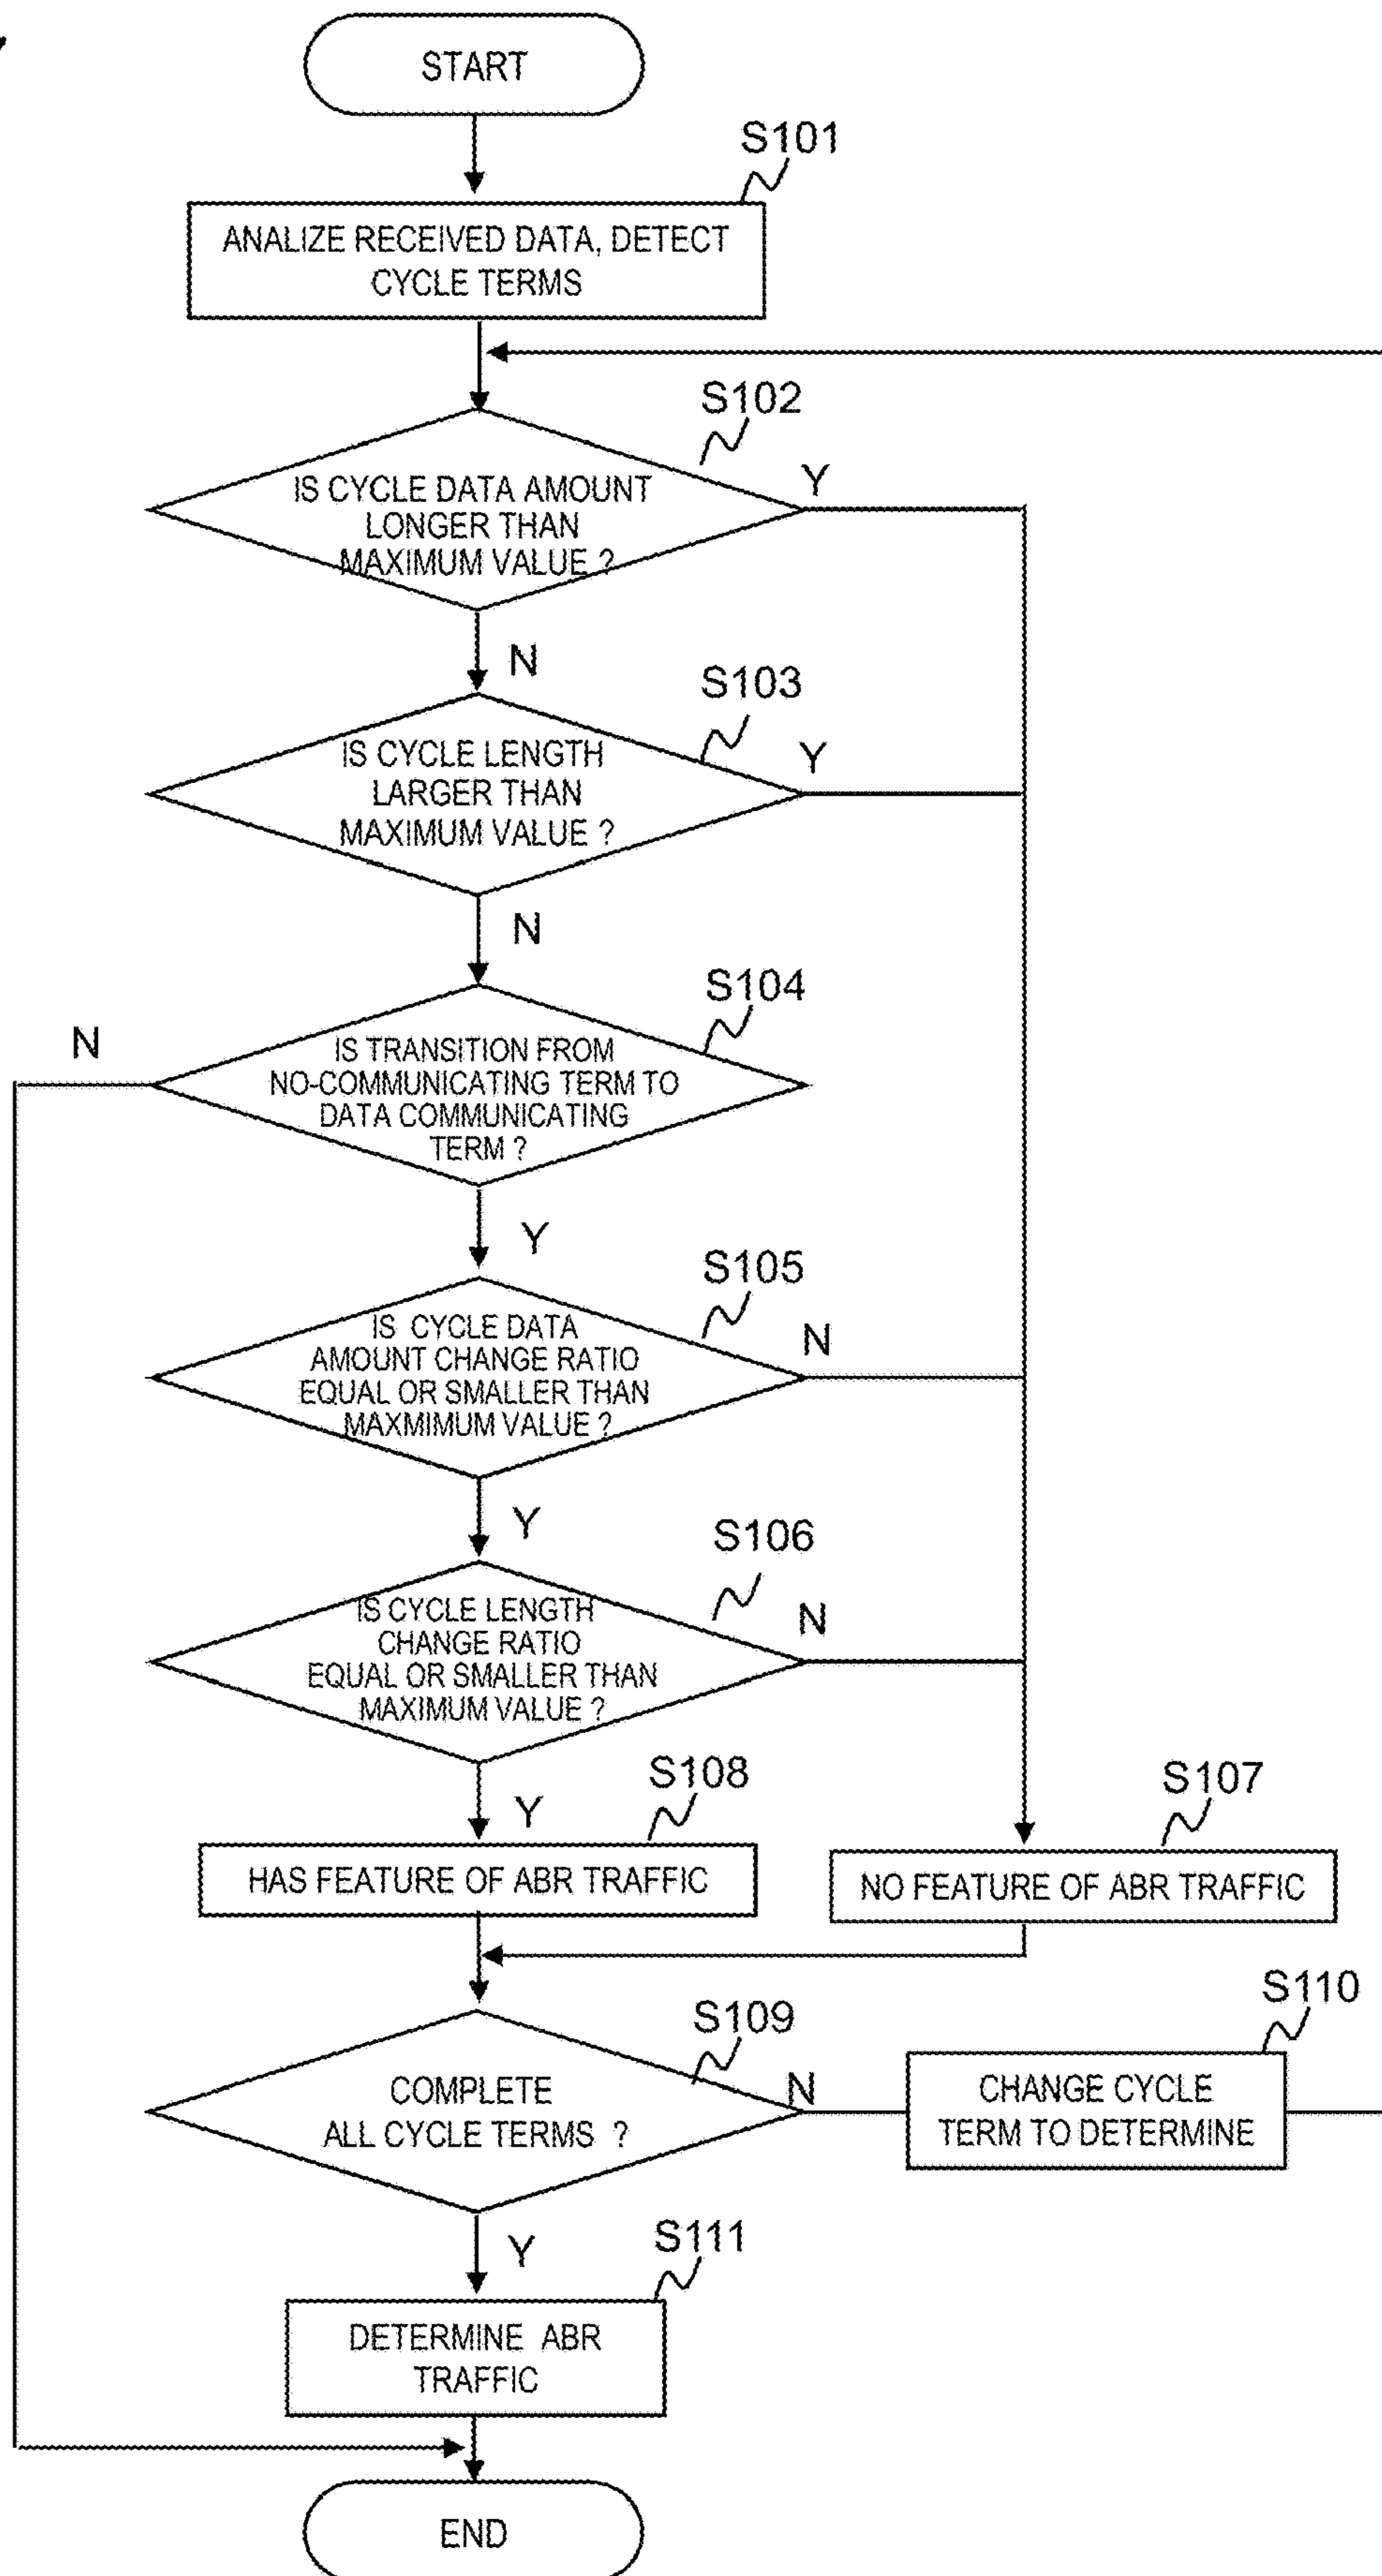 START
S101
ANALIZE RECEIVED DATA, DETECT
CYCLE TERMS
S102
IS CYCLE DATA AMOUNT
LONGER THAN
MAXIMUM VALUE ?
Y
N
S103
IS CYCLE LENGTH
LARGER THAN
MAXIMUM VALUE ?
Y
N
S104
N
IS TRANSITION FROM
NO-COMMUNICATING TERM TO
DATA COMMUNICATING
TERM ?
Y
S105
IS CYCLE DATA
AMOUNT CHANGE RATIO
EQUAL OR SMALLER THAN
MAXMIMUM VALUE ?
N
Y
S106
IS CYCLE LENGTH
CHANGE RATIO
EQUAL OR SMALLER THAN
MAXIMUM VALUE ?
N
Y
S108
HAS FEATURE OF ABR TRAFFIC
S107
NO FEATURE OF ABR TRAFFIC
S109
COMPLETE
ALL CYCLE TERMS ?
N
S110
CHANGE CYCLE
TERM TO DETERMINE
Y
S111
DETERMINE ABR
TRAFFIC
END